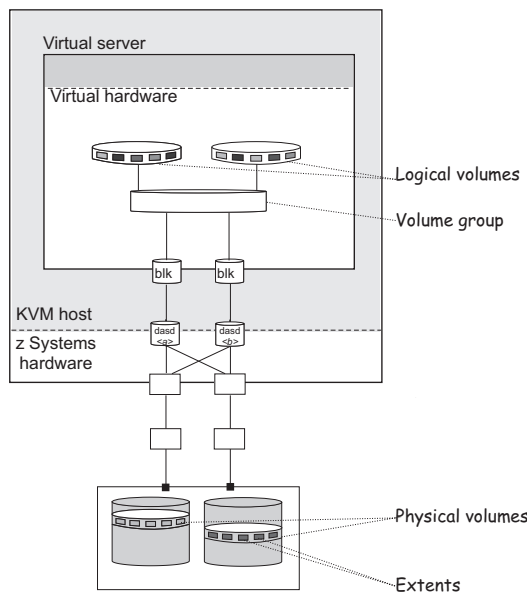 Virtual server
Virtual hardware
Logical volumes
Volume group
blk
blk
KVM host
dasd
<a>
dasd
<b>
z Systems
hardware
Physical volumes
Extents